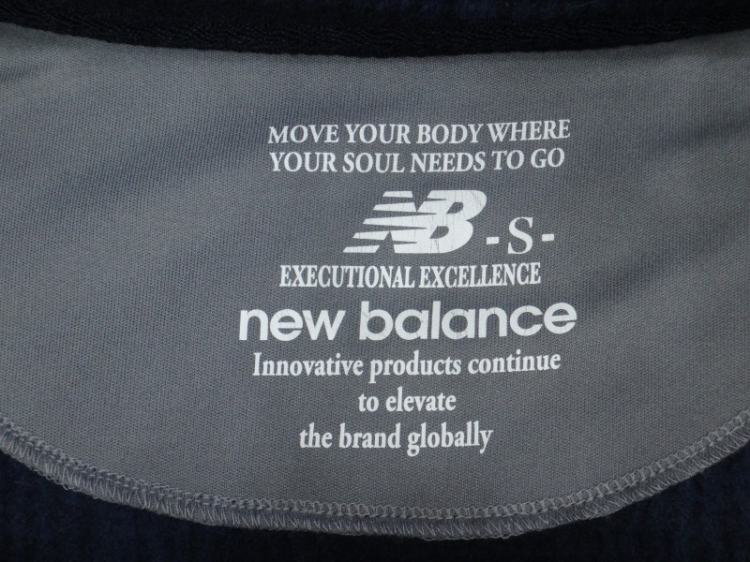 MOVE YOUR BODY WHERE
YOUR SOUL NEEDS TO GO
NB -S-
EXECUTIONAL EXCELLENCE
new balance
Innovative products continue
to elevate
the brand globally